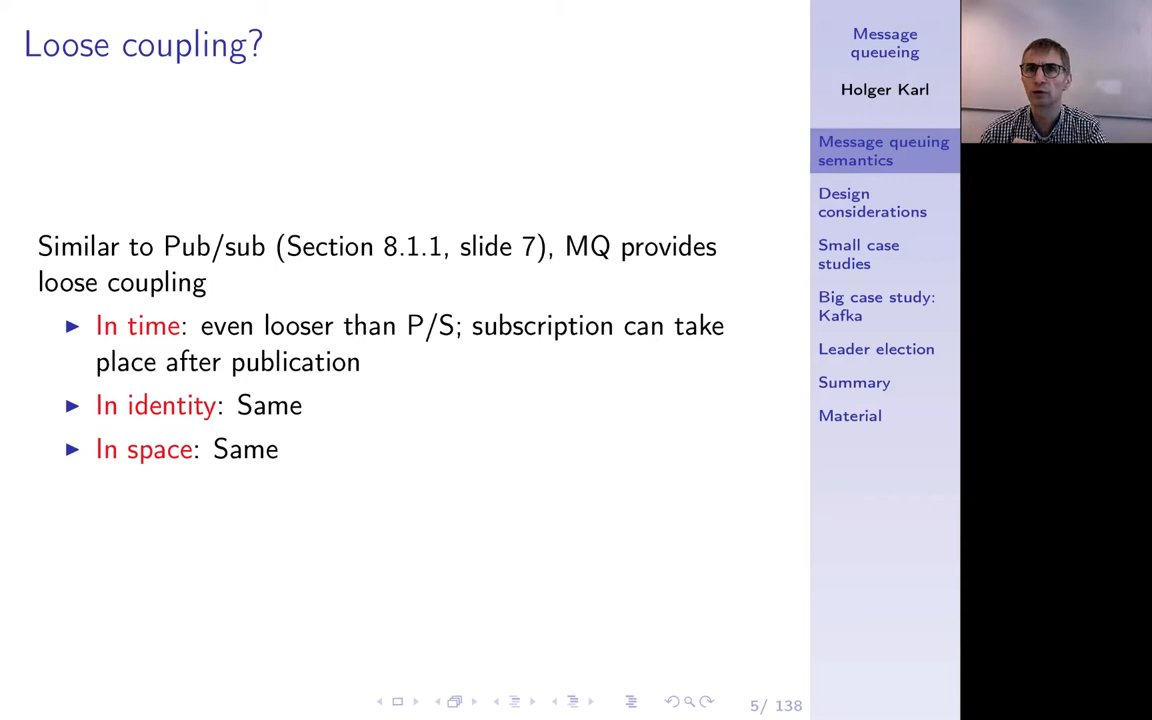 Loose coupling?
Similar to Pub/sub (Section 8.1.1, slide 7), MQ provides
loose coupling
In time: even looser than P/S; subscription can take
place after publication
In identity: Same
In space: Same
5/ 138
Message
queueing
Holger Karl
Message queuing
semantics
Design
considerations
Small case
studies
Big case study:
Kafka
Leader election
Summary
Material